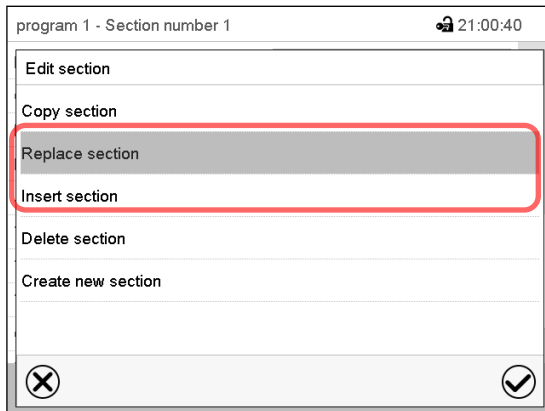 program 1 - Section number 1 21:00:40
Edit section
Copy section
Replace section
Insert section
Delete section
Create new section